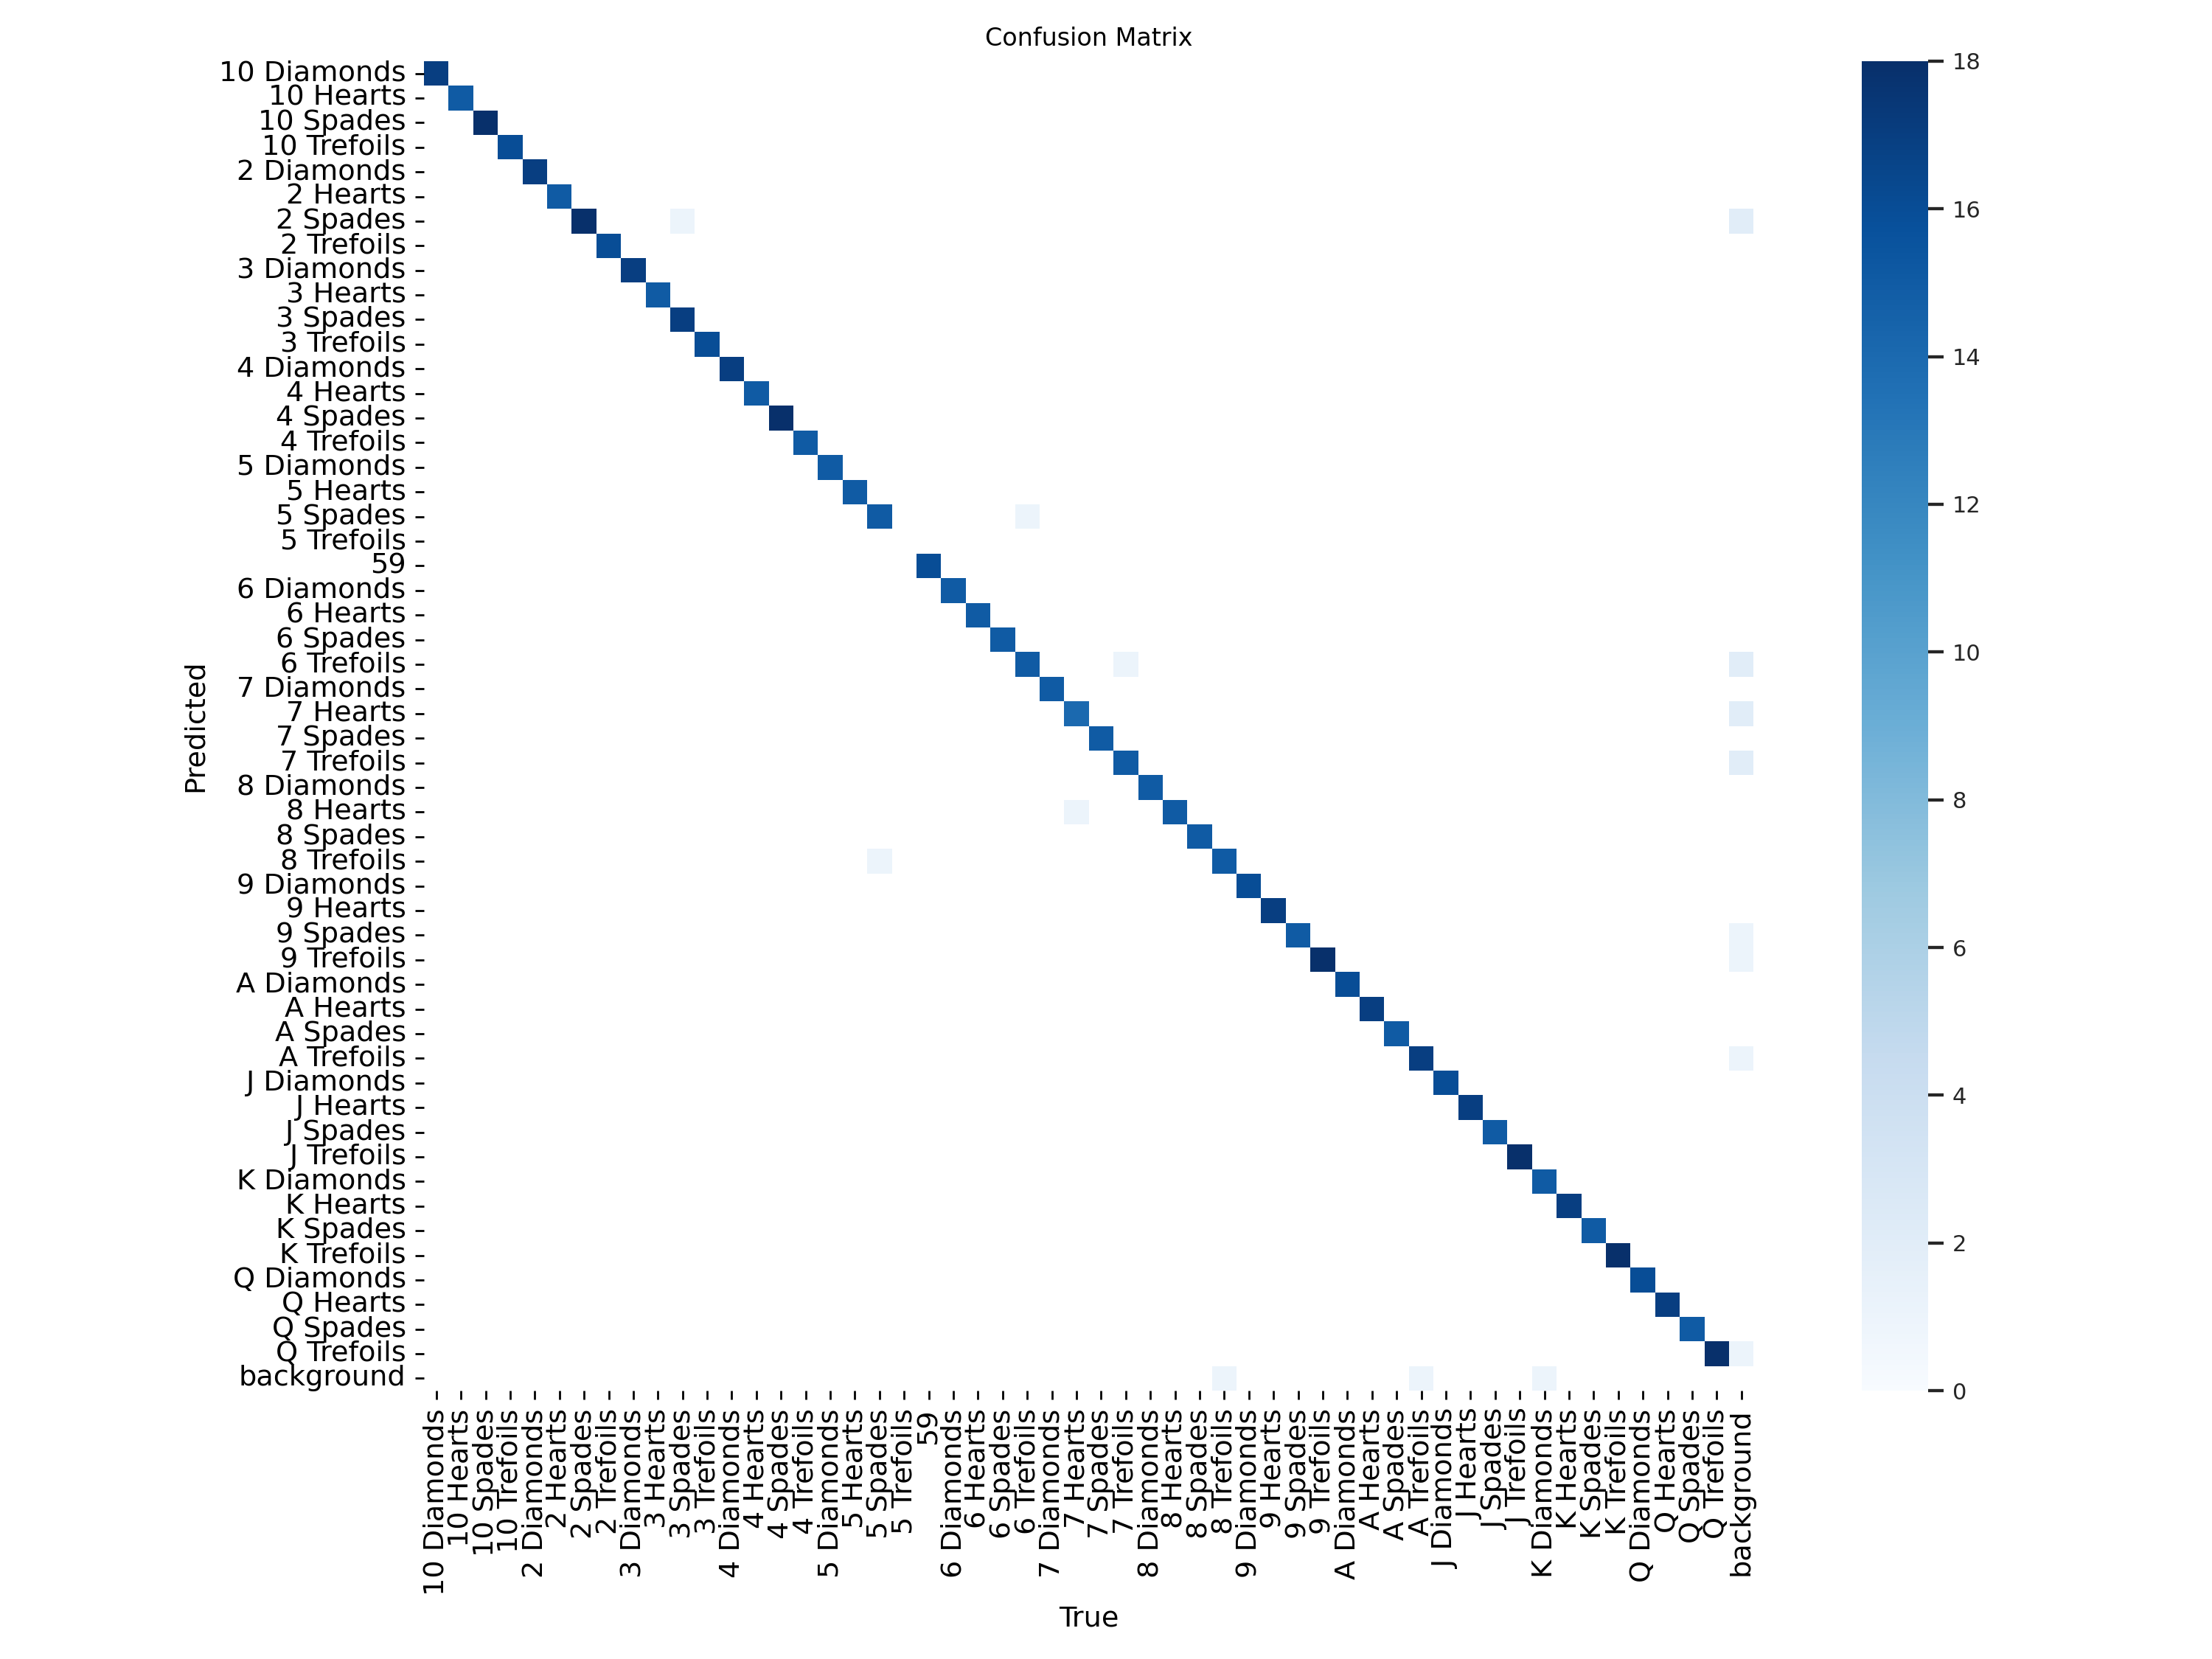 Confusion Matrix
10 Diamonds
10 Hearts
10 Spades
10 Trefoils
2 Diamonds
2 Hearts
2 Spades
2 Trefoils
3 Diamonds
3 Hearts
3 Spades
3 Trefoils
4 Diamonds
4 Hearts
4 Spades
4 Trefoils
5 Diamonds
5 Hearts
5 Spades
5 Trefoils
59
6 Diamonds
6 Hearts
6 Spades
6 Trefoils
7 Diamonds
7 Hearts
7 Spades
7 Trefoils
8 Diamonds
8 Hearts
8 Spades
8 Trefoils
9 Diamonds
9 Hearts
9 Spades
9 Trefoils
A Diamonds
A Hearts
A Spades
A Trefoils
J Diamonds
J Hearts
J Spades
J Trefoils
K Diamonds
K Hearts
K Spades
K Trefoils
Q Diamonds
Q Hearts
Q Spades
Q Trefoils
background
Predicted
10 Diamonds
10 Hearts
10 Spades
10 Trefoils
2 Diamonds
2 Hearts
2 Spades
2 Trefoils
3 Diamonds
3 Hearts
3 Spades
3 Trefoils
4 Diamonds
4 Hearts
4 Spades
4 Trefoils
5 Diamonds
5 Hearts
5 Spades
5 Trefoils
59
6 Diamonds
6 Hearts
6 Spades
6 Trefoils
7 Diamonds
7 Hearts
7 Spades
7 Trefoils
8 Diamonds
8 Hearts
8 Spades
8 Trefoils
9 Diamonds
9 Hearts
9 Spades
9 Trefoils
A Diamonds
A Hearts
A Spades
A Trefoils
J Diamonds
J Hearts
J Spades
J Trefoils
K Diamonds
K Hearts
K Spades
K Trefoils
Q Diamonds
Q Hearts
Q Spades
Q Trefoils
background
True
18
16
14
12
10
8
6
4
2
0